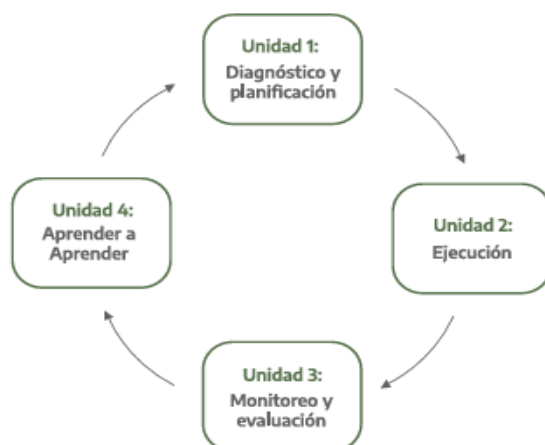 Unidad 1:
Diagnóstico y
planificación
Unidad 2:
Ejecución
Unidad 3:
Monitoreo y
evaluación
Unidad 4:
Aprender a
Aprender